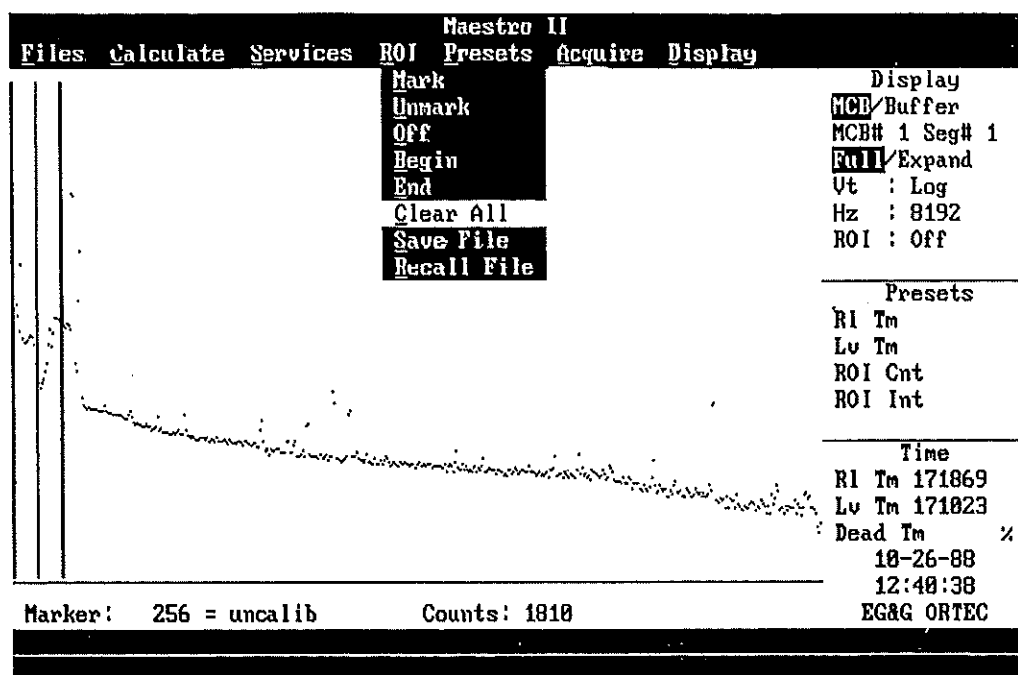 Maestro II
Files Calculate Services ROI Presets Acquire Display
Mark
Unmark
Off
Begin
End
Clear All
Save File
Recall File
Display
MCB/Buffer
MCB# 1 Seg# 1
Full/Expand
Vt : Log
Hz : 8192
ROI : Off
Presets
Rl Tm
Lv Tm
ROI Cnt
ROI Int
Time
Rl Tm 171869
Lv Tm 171023
Dead Tm %
10-26-88
12:40:38
EG&G ORTEC
Marker: 256 = uncalib Counts: 1810